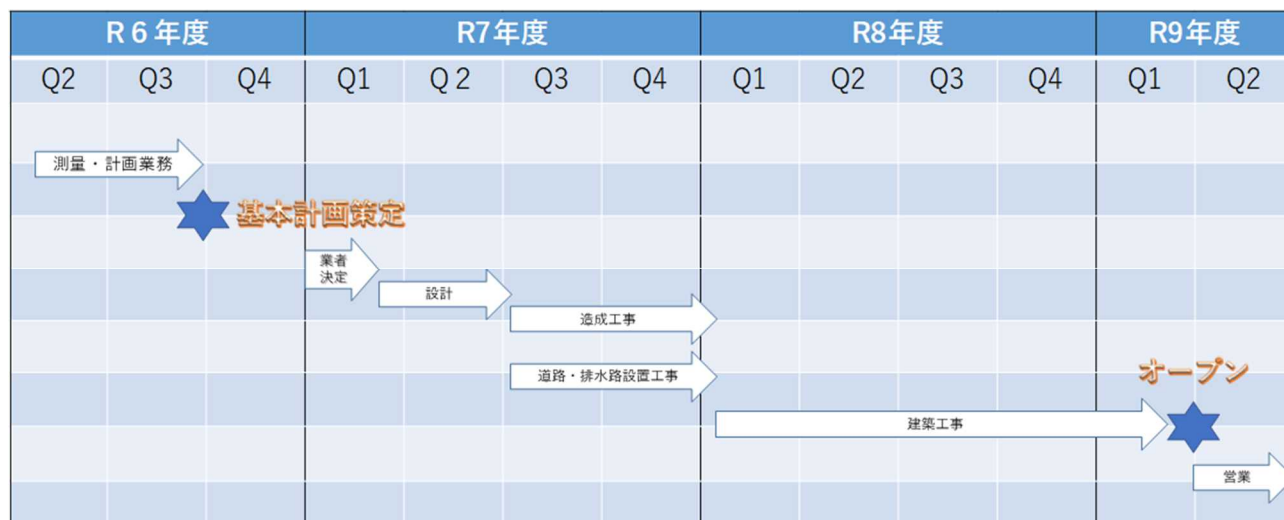 R 6 年度 R7年度 R8年度 R9年度
Q2 Q3 Q4 Q1 Q 2 Q3 Q4 Q1 Q2 Q3 Q4 Q1 Q2
測量・計画業務
基本計画策定
業者
決定
設計
造成工事
道路・排水路設置工事
オープン
建築工事
営業